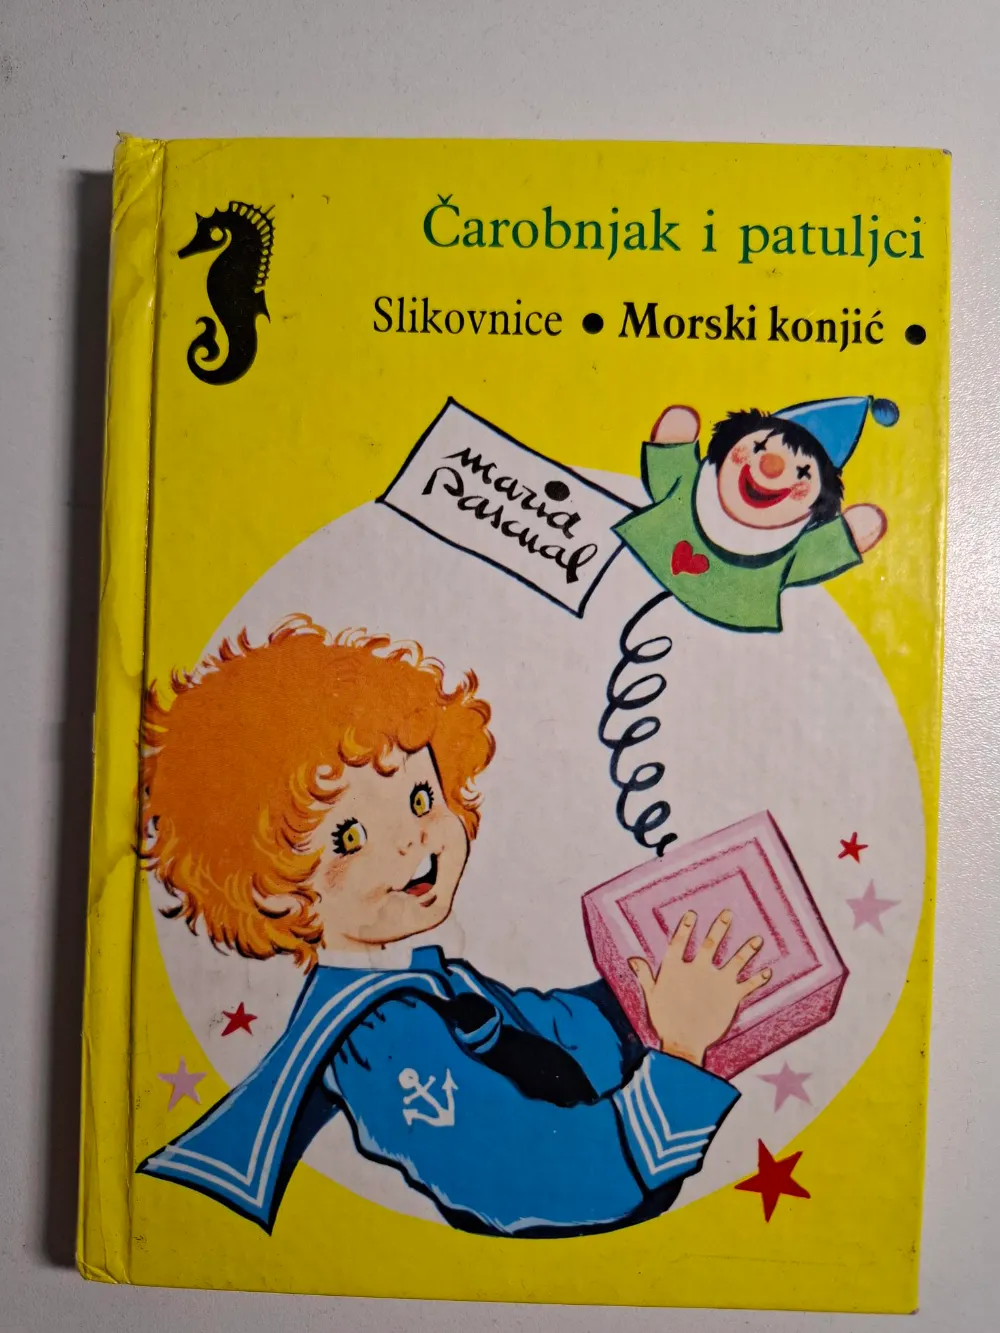 Čarobnjak i patuljci
Slikovnice • Morski konjić •
maria
Pascual